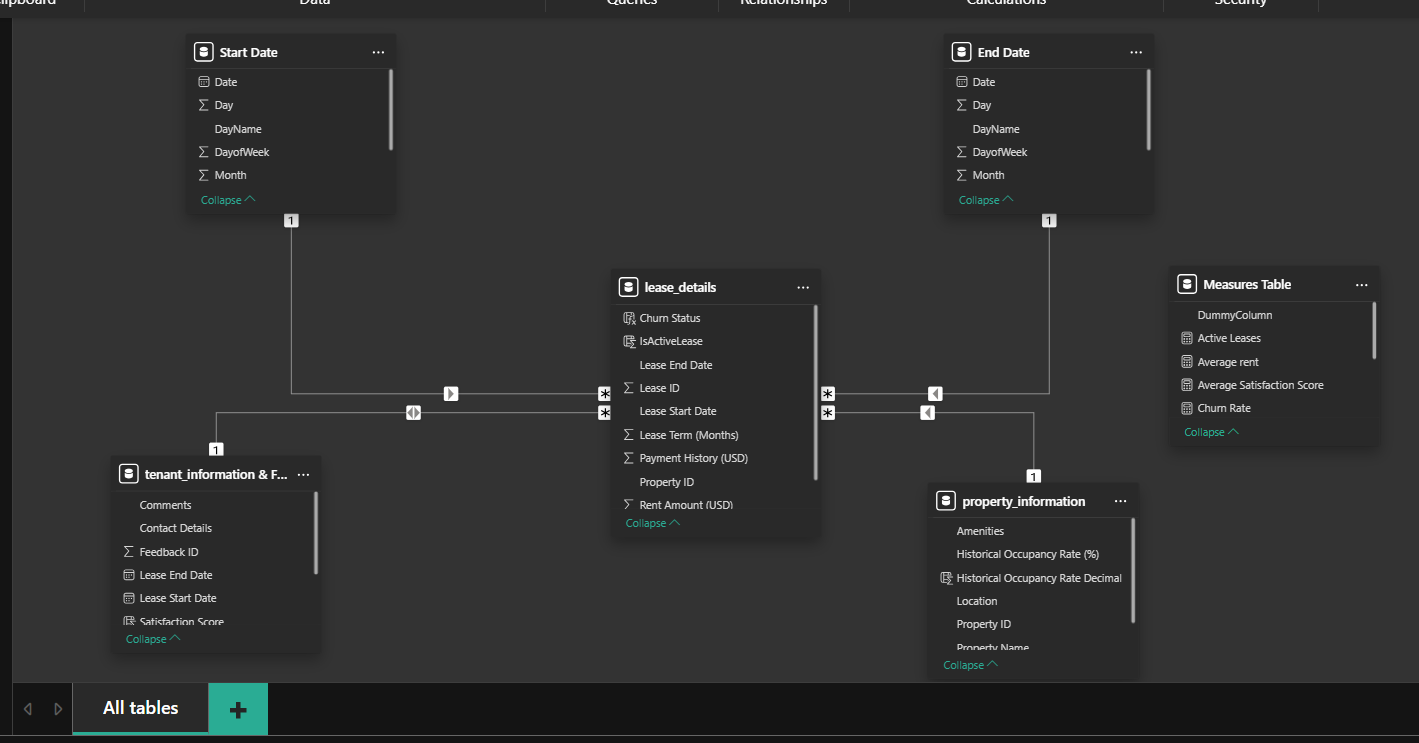 Clipboard
Data
Queries
Relationships
Calculations
Security
Start Date
Date
Day
DayName
DayofWeek
Month
Collapse
1
End Date
Date
Day
DayName
DayofWeek
Month
Collapse
1
lease_details
Churn Status
IsActiveLease
Lease End Date
Lease ID
Lease Start Date
Lease Term (Months)
Payment History (USD)
Property ID
Rent Amount (USD)
Collapse
*
*
*
*
Measures Table
DummyColumn
Active Leases
Average rent
Average Satisfaction Score
Churn Rate
Collapse
1
tenant_information & F...
Comments
Contact Details
Feedback ID
Lease End Date
Lease Start Date
Satisfaction Score
Collapse
1
property_information
Amenities
Historical Occupancy Rate (%)
Historical Occupancy Rate Decimal
Location
Property ID
Property Name
Collapse
All tables